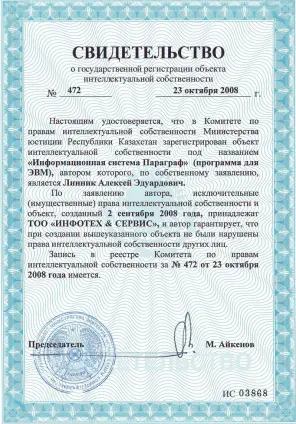 СВИДЕТЕЛЬСТВО
о государственной регистрации объекта
интеллектуальной собственности
№ 472 23 октября 2008 г.
Настоящим удостоверяется, что в Комитете по
правам интеллектуальной собственности Министерства
юстиции Республики Казахстан зарегистрирован объект
интеллектуальной собственности под названием
«Информационная система Параграф» (программа для
ЭВМ), автором которого, по собственному заявлению,
является Линник Алексей Эдуардович.
По заявлению автора, исключительные
(имущественные) права интеллектуальной собственности на
объект, созданный 2 сентября 2008 года, принадлежат
ТОО «ИНФОТЕХ & СЕРВИС», и автор гарантирует, что
при создании вышеуказанного объекта не были нарушены
права интеллектуальной собственности других лиц.
Запись в реестре Комитета по правам
интеллектуальной собственности за № 472 от 23 октября
2008 года имеется.
Председатель М. Айкенов
ИС 03868